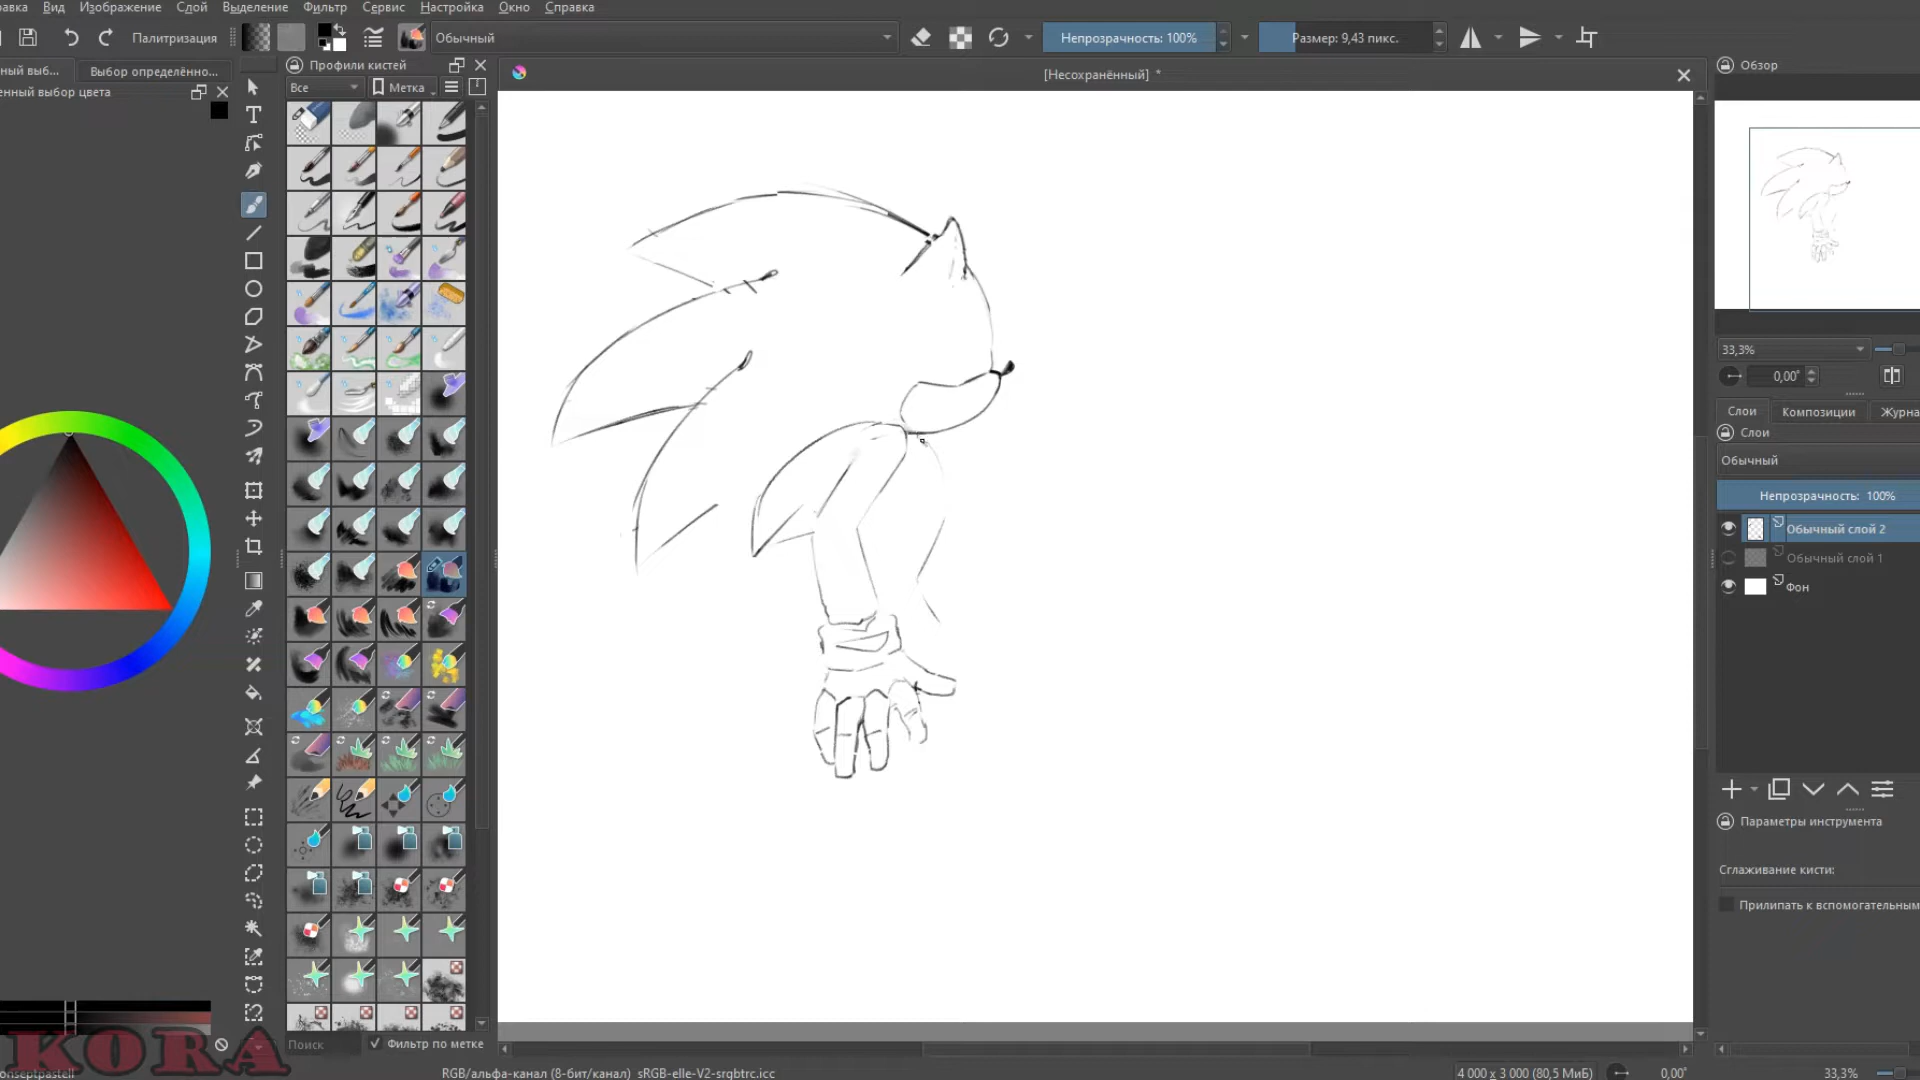 равка Вид Изображение Слой Выделение Фильтр Сервис Настройка Окно Справка
Палитризация
Обычный
Непрозрачность: 100%
Размер: 9,43 пикс.
ный выб...
Выбор определённо...
Профили кистей
[Несохранённый] *
Обзор
енный выбор цвета
Все
Метка
33,3%
0,00°
Слои
Композиции
Журна
Слои
Обычный
Непрозрачность: 100%
Обычный слой 2
Обычный слой 1
Фон
Параметры инструмента
Сглаживание кисти:
Прилипать к вспомогательным
KORA
Поиск
Фильтр по метке
onseptpastell
RGB/альфа-канал (8-бит/канал) sRGB-elle-V2-srgbtrc.icc
4 000 x 3 000 (80,5 МиБ)
0,00°
33,3%